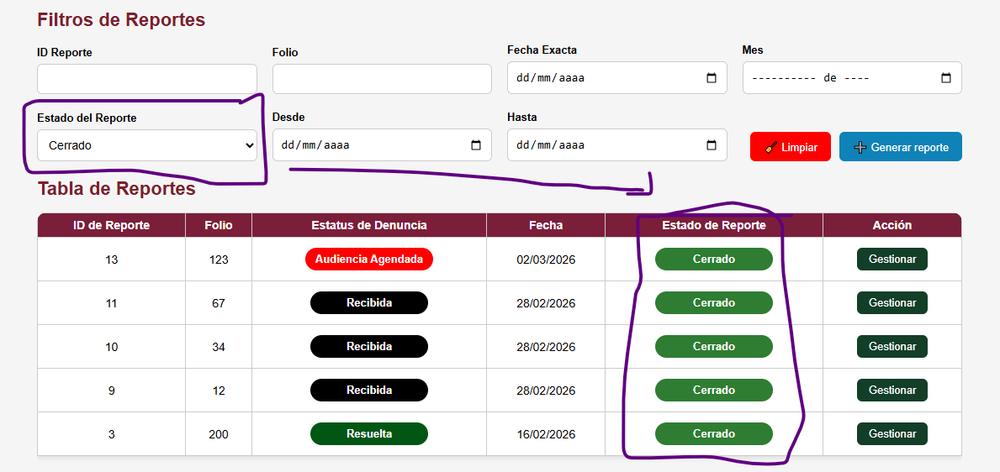 Filtros de Reportes
ID Reporte Folio Fecha Exacta Mes
dd/mm/aaaa ---------- de ----
Estado del Reporte Desde Hasta
Cerrado dd/mm/aaaa dd/mm/aaaa Limpiar Generar reporte
Tabla de Reportes
ID de Reporte Folio Estatus de Denuncia Fecha Estado de Reporte Acción
13 123 Audiencia Agendada 02/03/2026 Cerrado Gestionar
11 67 Recibida 28/02/2026 Cerrado Gestionar
10 34 Recibida 28/02/2026 Cerrado Gestionar
9 12 Recibida 28/02/2026 Cerrado Gestionar
3 200 Resuelta 16/02/2026 Cerrado Gestionar